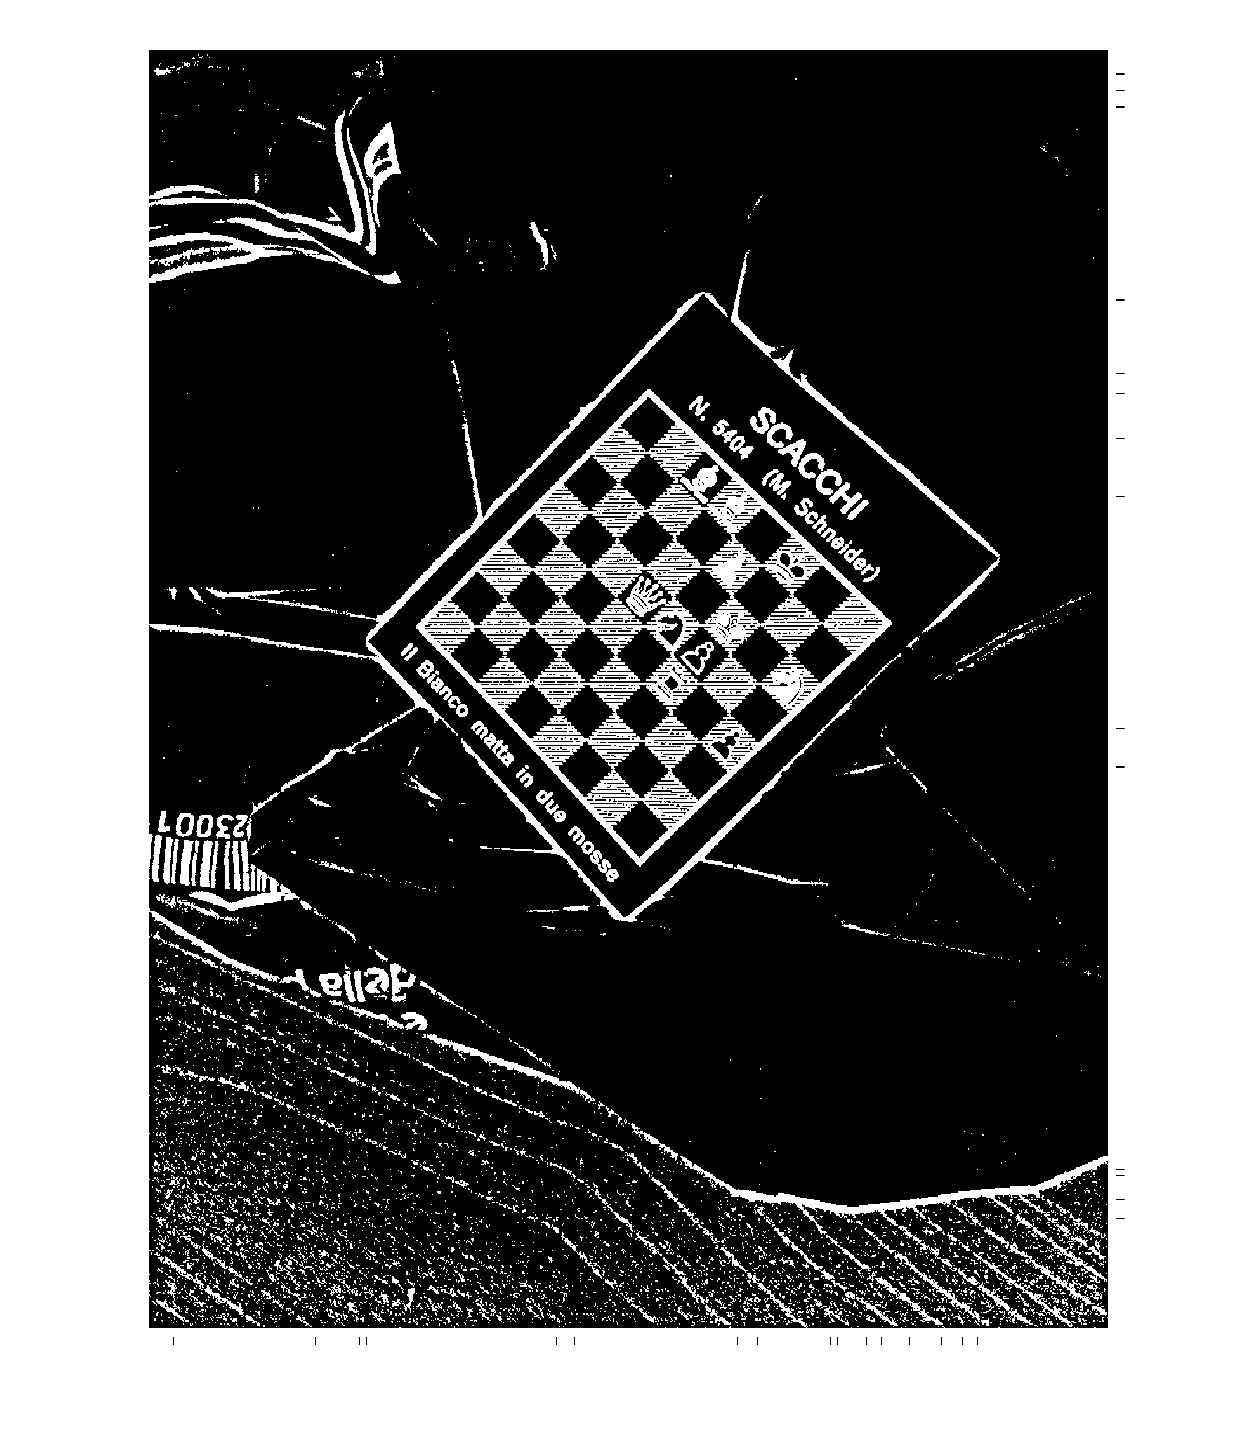 SCACCHI
N. 5404 (M. Schneider)
Il Bianco matta in due mosse
23001